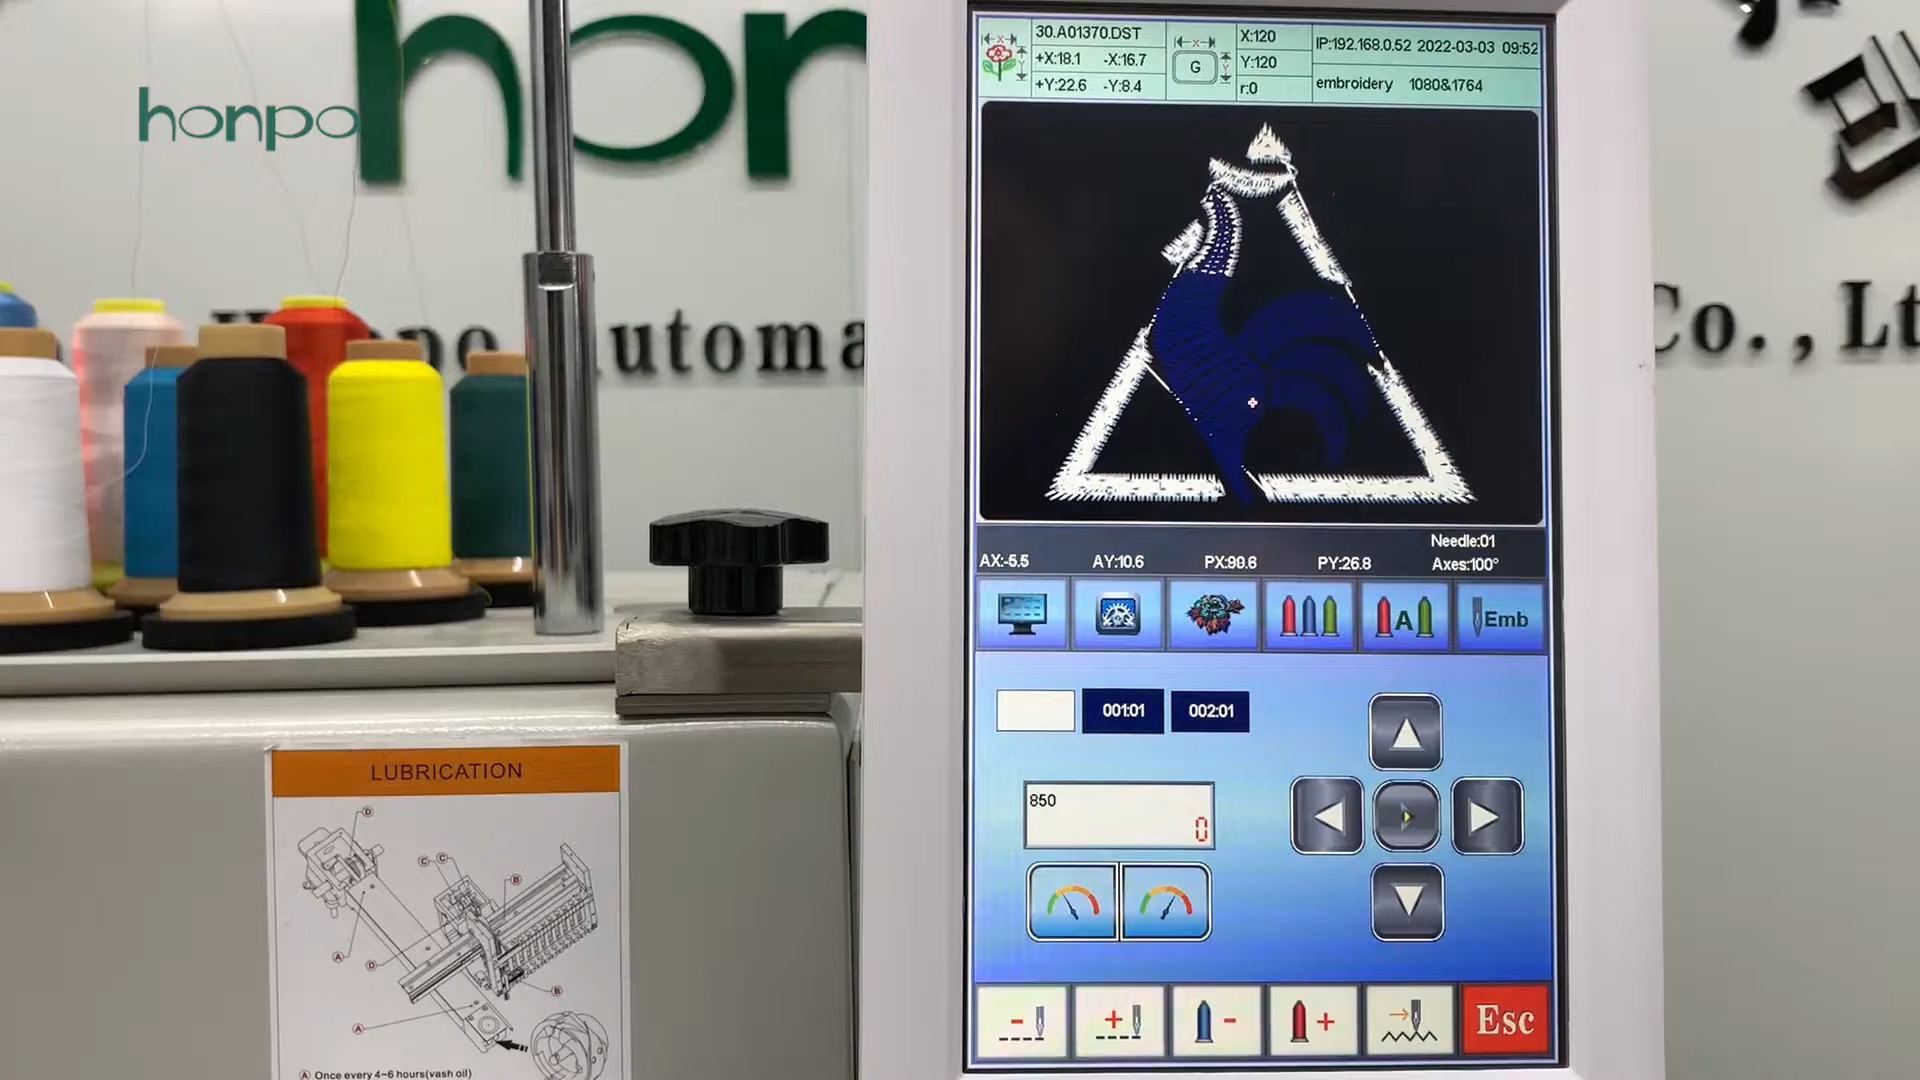 honpo
hon
utoma
Co.,Lt
LUBRICATION
D
C C
B
A
D
B
A
A Once every 4~6 hours(vash oil)
30.A01370.DST
+X:18.1 -X:16.7
+Y:22.6 -Y:8.4
G
X:120
Y:120
r:0
IP:192.168.0.52 2022-03-03 09:52
embroidery 1080&1764
Needle:01
AX:-5.5 AY:10.6 PX:90.6 PY:26.8 Axes:100°
A
Emb
001:01
002:01
850
0
- + - +
Esc